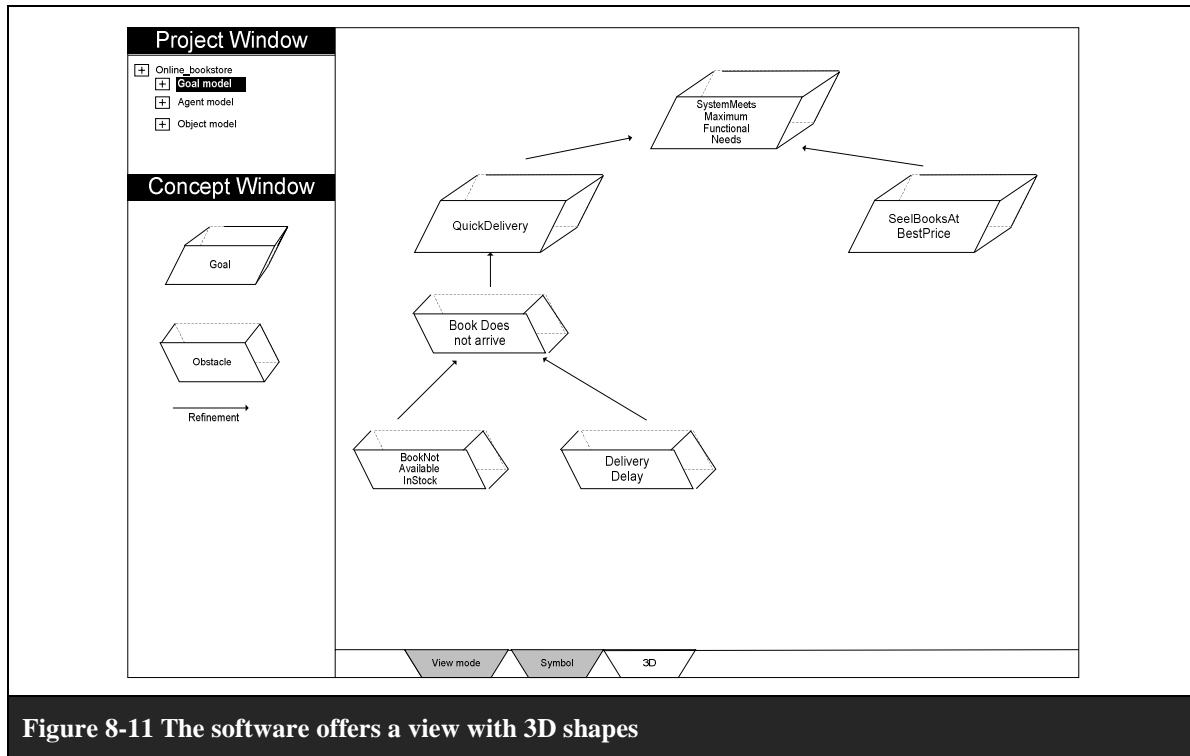 Project Window
Online_bookstore
Goal model
Agent model
Object model
Concept Window
Goal
Obstacle
Refinement
SystemMeets
Maximum
Functional
Needs
QuickDelivery
SeelBooksAt
BestPrice
Book Does
not arrive
BookNot
Available
InStock
Delivery
Delay
View mode
Symbol
3D
Figure 8-11 The software offers a view with 3D shapes